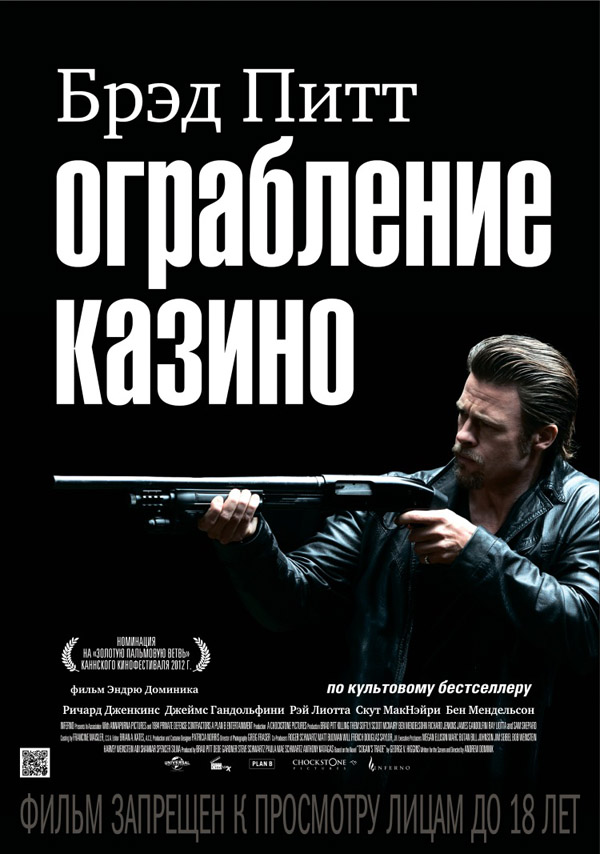 Брэд Питт
ограбление
казино
НОМИНАЦИЯ
НА «ЗОЛОТУЮ ПАЛЬМОВУЮ ВЕТВЬ»
КАННСКОГО КИНОФЕСТИВАЛЯ 2012 Г.
фильм Эндрю Доминика
по культовому бестселлеру
Ричард Дженкинс Джеймс Гандольфини Рэй Лиотта Скут МакНэйри Бен Мендельсон
UNIVERSAL PLAN B CHOCKSTONE PICTURES INFERNO
ФИЛЬМ ЗАПРЕЩЕН К ПРОСМОТРУ ЛИЦАМ ДО 18 ЛЕТ